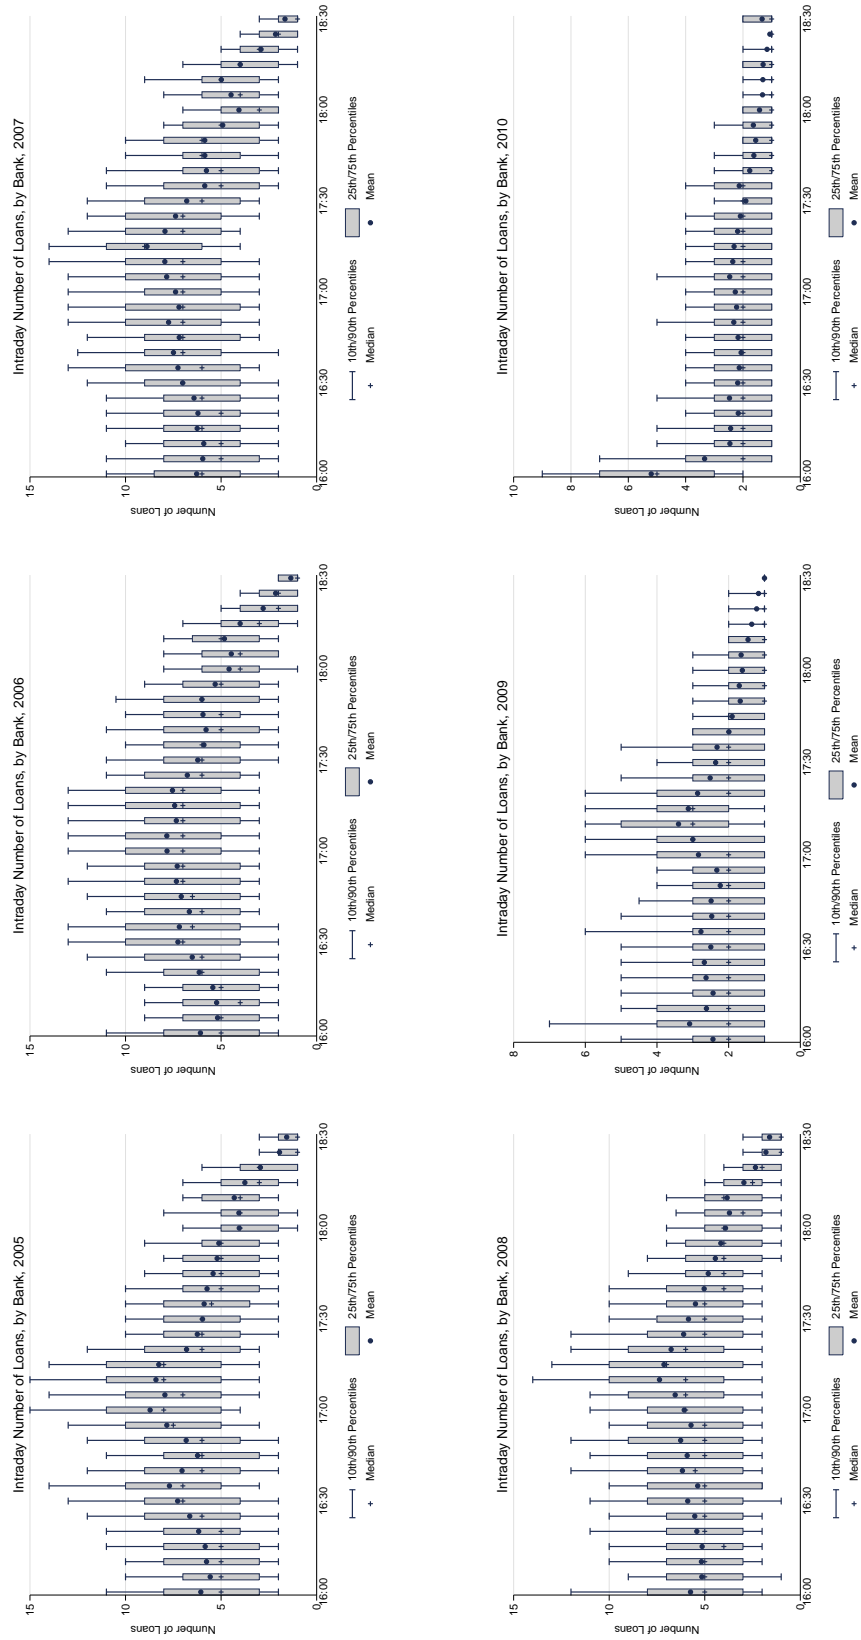 Intraday Number of Loans, by Bank, 2005
Number of Loans
15
10
5
0
16:00 16:30 17:00 17:30 18:00 18:30
10th/90th Percentiles 25th/75th Percentiles
Median Mean
Intraday Number of Loans, by Bank, 2006
Number of Loans
15
10
5
0
16:00 16:30 17:00 17:30 18:00 18:30
10th/90th Percentiles 25th/75th Percentiles
Median Mean
Intraday Number of Loans, by Bank, 2007
Number of Loans
15
10
5
0
16:00 16:30 17:00 17:30 18:00 18:30
10th/90th Percentiles 25th/75th Percentiles
Median Mean
Intraday Number of Loans, by Bank, 2008
Number of Loans
15
10
5
0
16:00 16:30 17:00 17:30 18:00 18:30
10th/90th Percentiles 25th/75th Percentiles
Median Mean
Intraday Number of Loans, by Bank, 2009
Number of Loans
8
6
4
2
0
16:00 16:30 17:00 17:30 18:00 18:30
10th/90th Percentiles 25th/75th Percentiles
Median Mean
Intraday Number of Loans, by Bank, 2010
Number of Loans
10
8
6
4
2
0
16:00 16:30 17:00 17:30 18:00 18:30
10th/90th Percentiles 25th/75th Percentiles
Median Mean